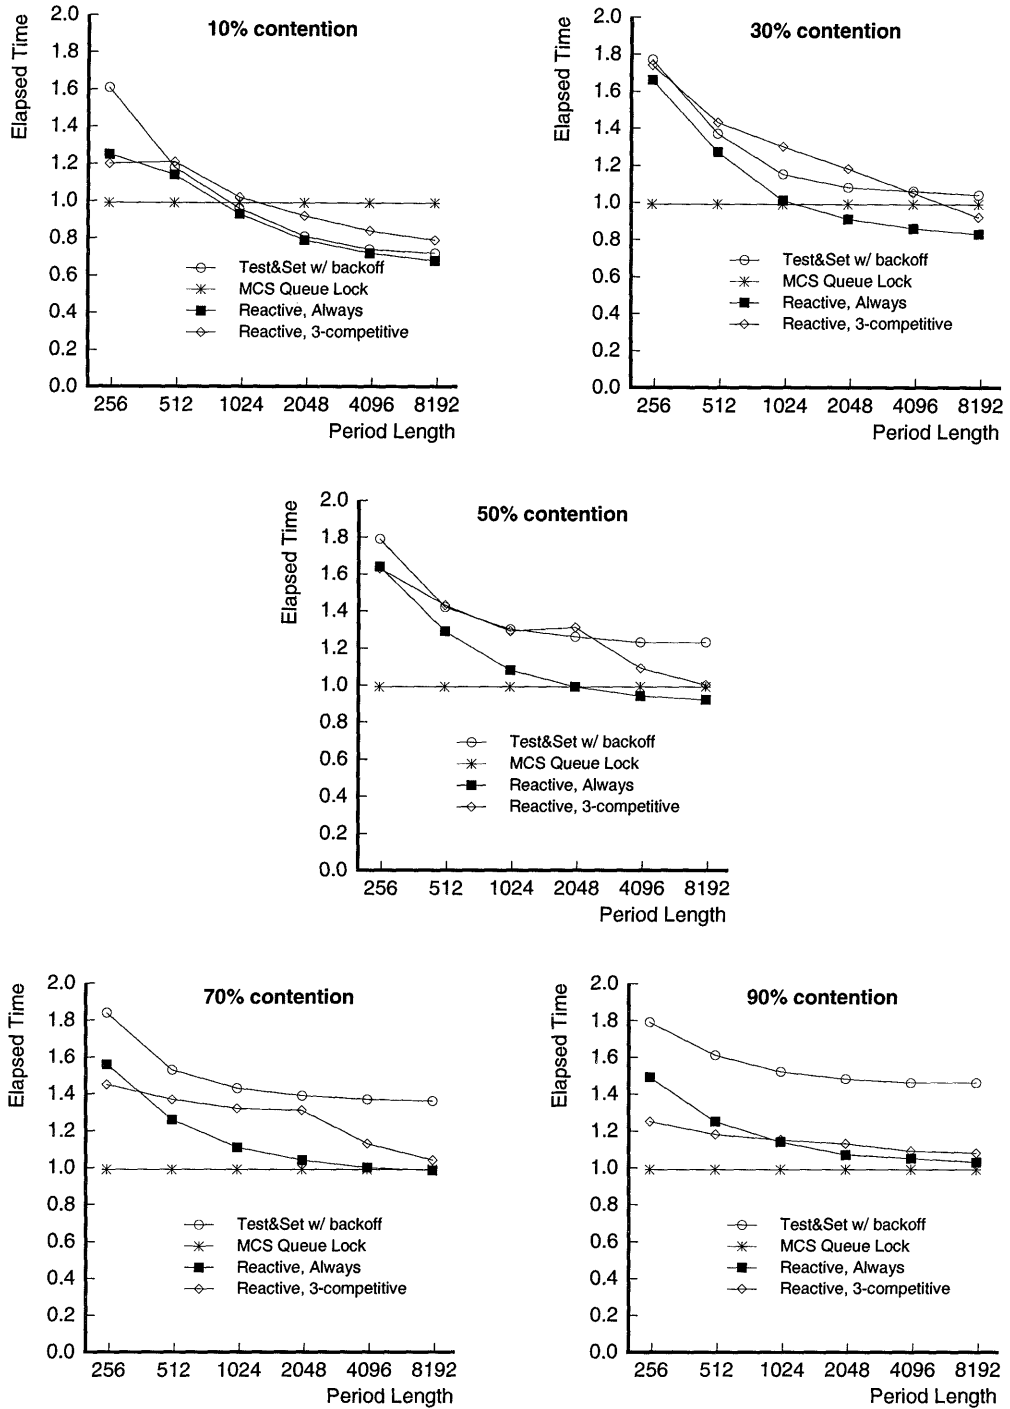 10% contention
Elapsed Time
2.0
1.8
1.6
1.4
1.2
1.0
0.8
0.6
0.4
0.2
0.0
Test&Set w/ backoff
MCS Queue Lock
Reactive, Always
Reactive, 3-competitive
256 512 1024 2048 4096 8192
Period Length
30% contention
Elapsed Time
2.0
1.8
1.6
1.4
1.2
1.0
0.8
0.6
0.4
0.2
0.0
Test&Set w/ backoff
MCS Queue Lock
Reactive, Always
Reactive, 3-competitive
256 512 1024 2048 4096 8192
Period Length
50% contention
Elapsed Time
2.0
1.8
1.6
1.4
1.2
1.0
0.8
0.6
0.4
0.2
0.0
Test&Set w/ backoff
MCS Queue Lock
Reactive, Always
Reactive, 3-competitive
256 512 1024 2048 4096 8192
Period Length
70% contention
Elapsed Time
2.0
1.8
1.6
1.4
1.2
1.0
0.8
0.6
0.4
0.2
0.0
Test&Set w/ backoff
MCS Queue Lock
Reactive, Always
Reactive, 3-competitive
256 512 1024 2048 4096 8192
Period Length
90% contention
Elapsed Time
2.0
1.8
1.6
1.4
1.2
1.0
0.8
0.6
0.4
0.2
0.0
Test&Set w/ backoff
MCS Queue Lock
Reactive, Always
Reactive, 3-competitive
256 512 1024 2048 4096 8192
Period Length